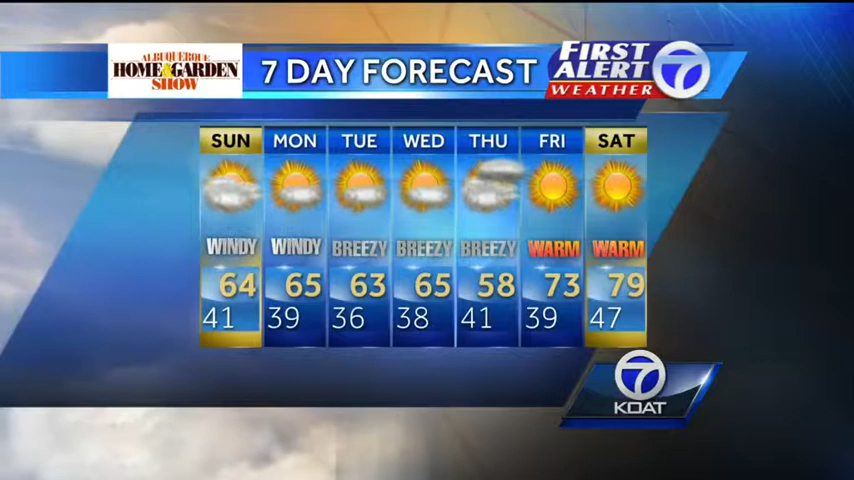 ALBUQUERQUE
HOME & GARDEN
SHOW
7 DAY FORECAST
FIRST
ALERT
WEATHER
7
SUN MON TUE WED THU FRI SAT
WINDY WINDY BREEZY BREEZY BREEZY WARM WARM
64 65 63 65 58 73 79
41 39 36 38 41 39 47
7
KOAT